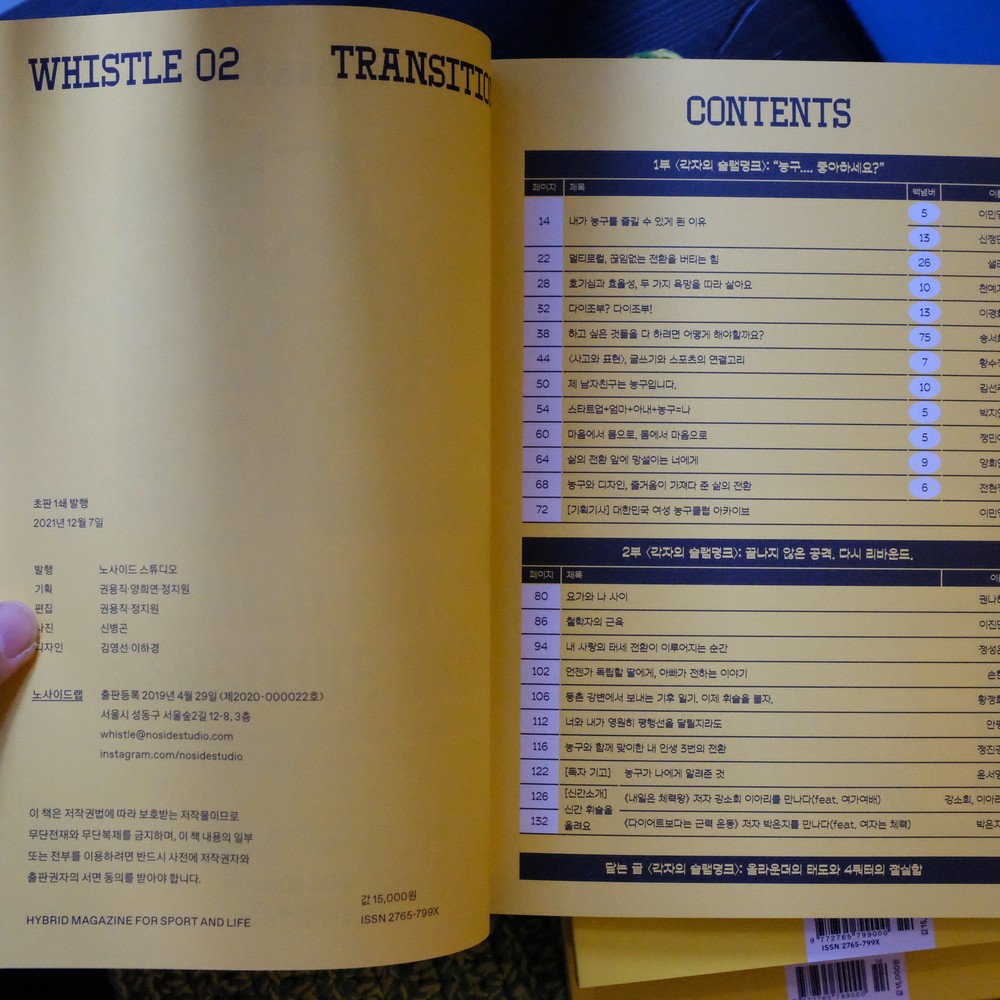 WHISTLE 02
초판 1쇄 발행
2021년 12월 7일
발행 노사이드 스튜디오
기획 권용직·양희연·정지원
편집 권용직·정지원
신병곤
김영선·이하경
노사이드랩 출판등록 2019년 4월 29일 (제2020-000022호)
서울시 성동구 서울숲2길 12-8, 3층
whistle@nosidestudio.com
instagram.com/nosidestudio
이 책은 저작권법에 따라 보호받는 저작물이므로
무단전재와 무단복제를 금지하며, 이 책 내용의 일부
또는 전부를 이용하려면 반드시 사전에 저작권자와
출판권자의 서면 동의를 받아야 합니다.
HYBRID MAGAZINE FOR SPORT AND LIFE
값 15,000원
ISSN 2765-799X
CONTENTS
1부 〈각자의 슬램덩크〉: “농구.... 좋아하세요?”
페이지 제목 백넘버
14 내가 농구를 즐길 수 있게 된 이유 5
13
22 멀티로컬, 끊임없는 전환을 버티는 힘 26
28 호기심과 효율성, 두 가지 욕망을 따라 살아요 10
32 다이조부? 다이조부! 13
38 하고 싶은 것들을 다 하려면 어떻게 해야할까요? 75
44 〈사고와 표현〉, 글쓰기와 스포츠의 연결고리 7
50 제 남자친구는 농구입니다. 10
54 스타트업+엄마+아내+농구=나 5
60 마음에서 몸으로, 몸에서 마음으로 5
64 삶의 전환 앞에 망설이는 너에게 9
68 농구와 디자인, 즐거움이 가져다 준 삶의 전환 6
72 [기획기사] 대한민국 여성 농구클럽 아카이브
2부 〈각자의 슬램덩크〉: 끝나지 않은 공격. 다시 리바운드.
페이지 제목
80 요가와 나 사이
86 철학자의 근육
94 내 사랑의 태세 전환이 이루어지는 순간
102 언젠가 독립할 딸에게, 아빠가 전하는 이야기
106 동촌 강변에서 보내는 기후 일기. 이제 휘슬을 불자.
112 너와 내가 영원히 평행선을 달릴지라도
116 농구와 함께 맞이한 내 인생 3번의 전환
122 [독자 기고] 농구가 나에게 알려준 것
126 [신간소개] 《내일은 체력왕》 저자 강소희 이아리를 만나다(feat. 여가여배) 강소희, 이아리
신간 휘슬을
132 울려요 《다이어트보다는 근력 운동》 저자 박은지를 만나다(feat. 여자는 체력)
닫는 글 〈각자의 슬램덩크〉: 올라운더의 태도와 4쿼터의 절실함
9 772765 799000
ISSN 2765-799X